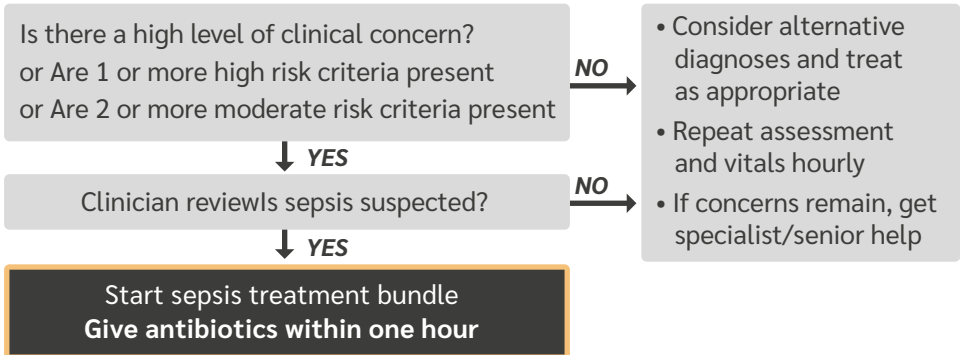 Is there a high level of clinical concern?
or Are 1 or more high risk criteria present
or Are 2 or more moderate risk criteria present
NO
• Consider alternative
diagnoses and treat
as appropriate
• Repeat assessment
and vitals hourly
• If concerns remain, get
specialist/senior help
YES
Clinician reviewIs sepsis suspected?
NO
YES
Start sepsis treatment bundle
Give antibiotics within one hour